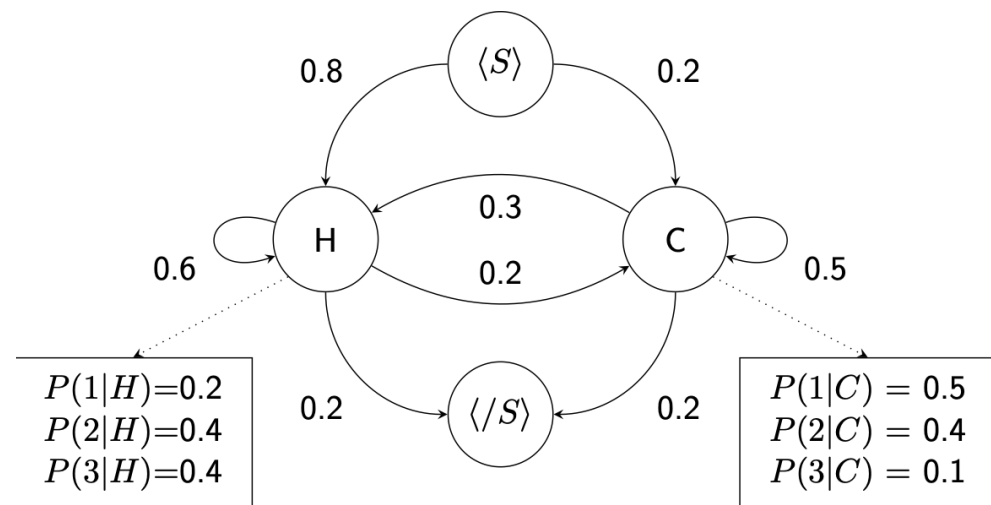 ⟨S⟩
0.8
0.2
0.3
H
C
0.6
0.2
0.5
P(1|H)=0.2
P(2|H)=0.4
P(3|H)=0.4
0.2
⟨/S⟩
0.2
P(1|C) = 0.5
P(2|C) = 0.4
P(3|C) = 0.1